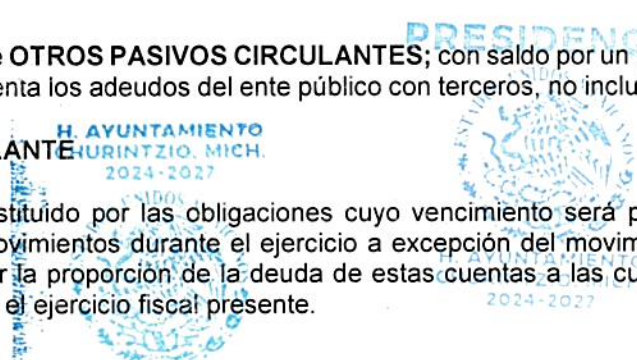 PRESIDENC
e OTROS PASIVOS CIRCULANTES; con saldo por un
enta los adeudos del ente público con terceros, no inclu
H. AYUNTAMIENTO
LANTE
CHURINTZIO, MICH.
2024-2027
stituido por las obligaciones cuyo vencimiento será p
ovimientos durante el ejercicio a excepción del movim
H. AYUNTAMIENTO
r la proporción de la deuda de estas cuentas a las cu
2024-2027
el ejercicio fiscal presente.